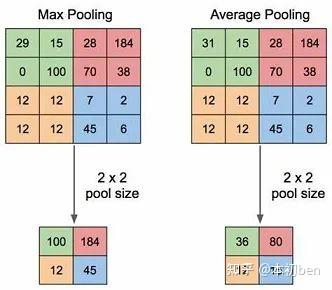 Max Pooling
Average Pooling
29 15 28 184
0 100 70 38
12 12 7 2
12 12 45 6
31 15 28 184
0 100 70 38
12 12 7 2
12 12 45 6
2 x 2
pool size
2 x 2
pool size
100 184
12 45
36 80
12
知乎 @本初ben